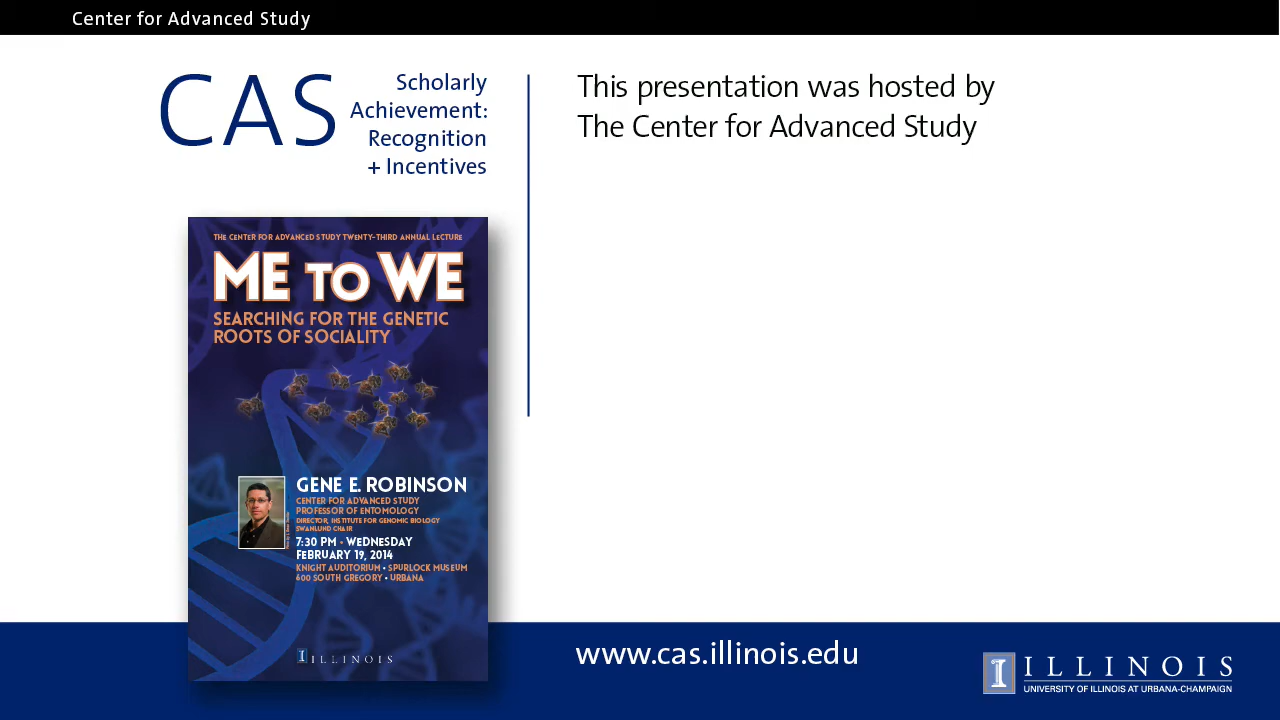 Center for Advanced Study
CAS
Scholarly
Achievement:
Recognition
+ Incentives
This presentation was hosted by
The Center for Advanced Study
THE CENTER FOR ADVANCED STUDY TWENTY-THIRD ANNUAL LECTURE
ME TO WE
SEARCHING FOR THE GENETIC
ROOTS OF SOCIALITY
GENE E. ROBINSON
CENTER FOR ADVANCED STUDY
PROFESSOR OF ENTOMOLOGY
DIRECTOR, INSTITUTE FOR GENOMIC BIOLOGY
SWANLUND CHAIR
7:30 PM • WEDNESDAY
FEBRUARY 19, 2014
KNIGHT AUDITORIUM • SPURLOCK MUSEUM
600 SOUTH GREGORY • URBANA
I ILLINOIS
www.cas.illinois.edu
I ILLINOIS
UNIVERSITY OF ILLINOIS AT URBANA-CHAMPAIGN